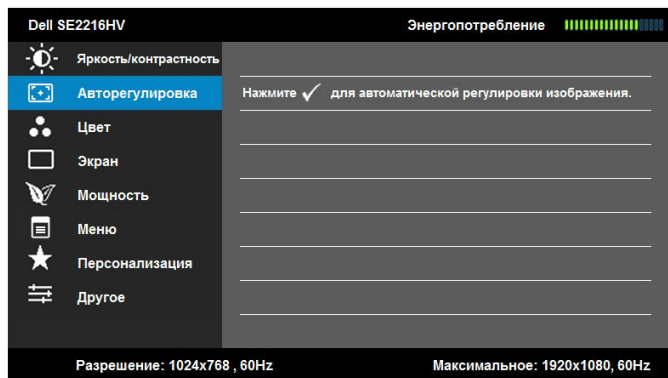 Dell SE2216HV Энергопотребление
Яркость/контрастность
Авторегулировка Нажмите ✓ для автоматической регулировки изображения.
Цвет
Экран
Мощность
Меню
Персонализация
Другое
Разрешение: 1024x768 , 60Hz Максимальное: 1920x1080, 60Hz